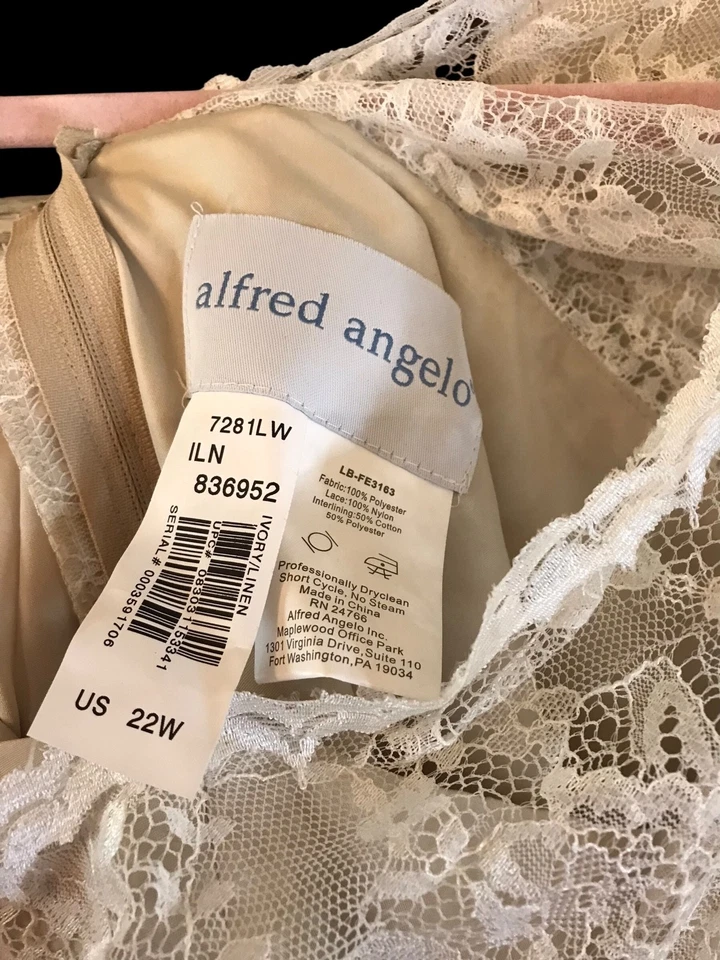 alfred angelo
7281LW
ILN
836952
IVORY/LINEN
UPC# 083031153341
SERIAL # 0003591706
US 22W
LB-FE3163
Fabric:100% Polyester
Lace:100% Nylon
Interlining:50% Cotton
50% Polyester
Professionally Dryclean
Short Cycle, No Steam
Made in China
RN 24766
Alfred Angelo Inc.
Maplewood Office Park
1301 Virginia Drive, Suite 110
Fort Washington,PA 19034